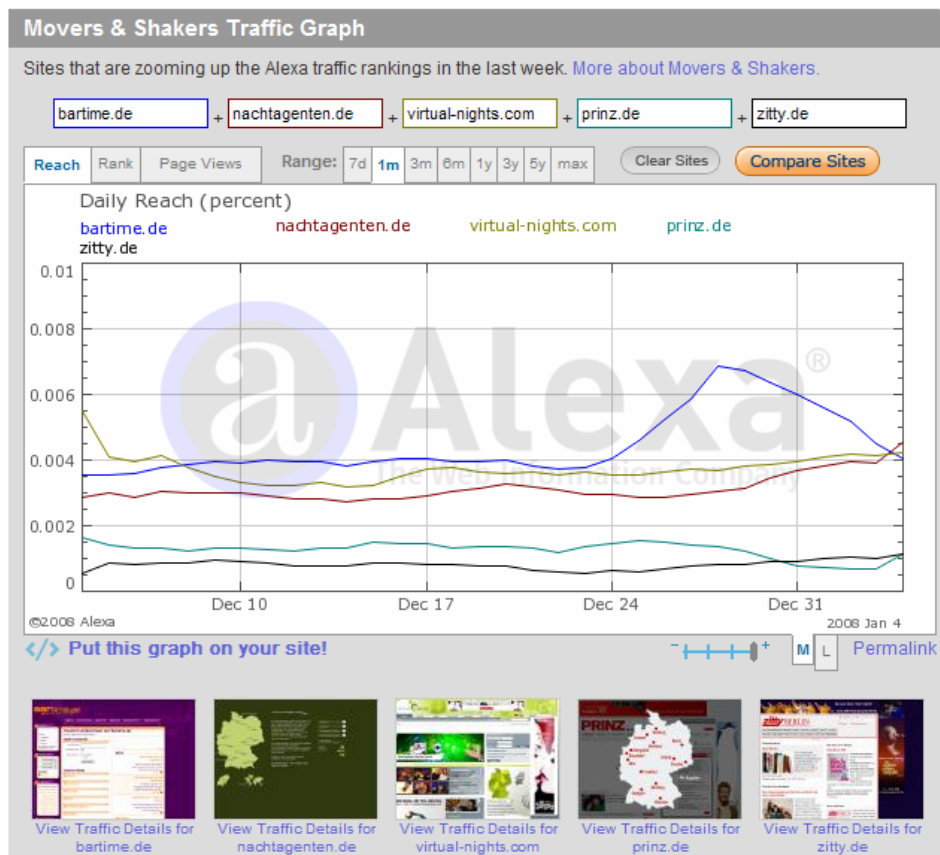 Movers & Shakers Traffic Graph
Sites that are zooming up the Alexa traffic rankings in the last week. More about Movers & Shakers.
bartime.de + nachtagenten.de + virtual-nights.com + prinz.de + zitty.de
Reach Rank Page Views Range: 7d 1m 3m 6m 1y 3y 5y max Clear Sites Compare Sites
Daily Reach (percent)
bartime.de nachtagenten.de virtual-nights.com prinz.de
zitty.de
0.01
0.008
0.006
0.004
0.002
0
a Alexa®
The Web Information Company
Dec 10 Dec 17 Dec 24 Dec 31
©2008 Alexa 2008 Jan 4
</> Put this graph on your site! - + M L Permalink
PRINZ
zitty BERLIN
View Traffic Details for View Traffic Details for View Traffic Details for View Traffic Details for View Traffic Details for
bartime.de nachtagenten.de virtual-nights.com prinz.de zitty.de